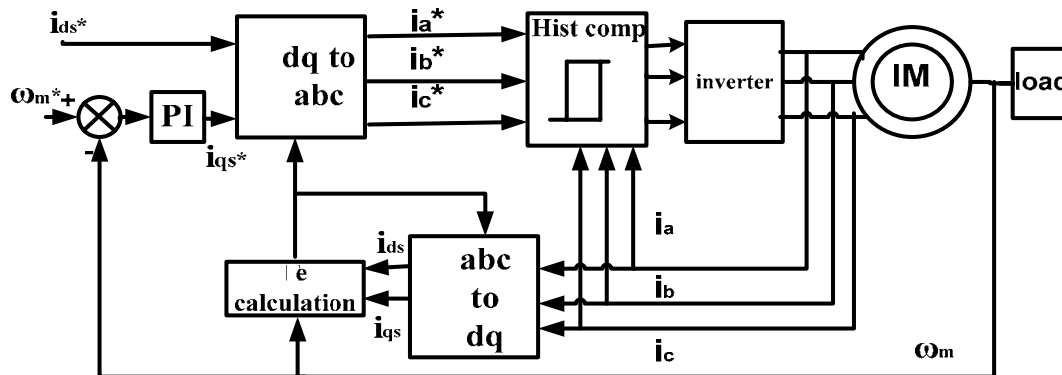 ids*
ωm*
+
-
PI
iqs*
dq to
abc
ia*
ib*
ic*
Hist comp
inverter
IM
load
ia
ib
ic
ids
iqs
abc
to
dq
e
calculation
ωm